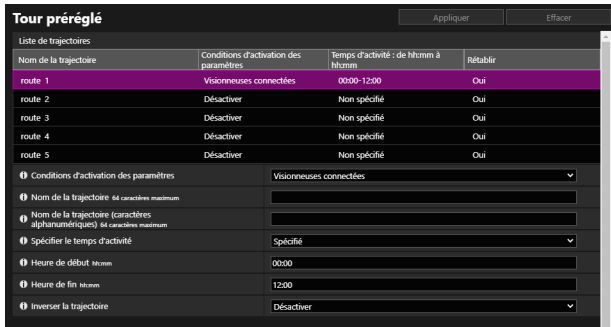 Tour préréglé
Appliquer
Effacer
Liste de trajectoires
Nom de la trajectoire
Conditions d'activation des
paramètres
Temps d'activité : de hh:mm à
hh:mm
Rétablir
route 1 Visionneuses connectées 00:00-12:00 Oui
route 2 Désactiver Non spécifié Oui
route 3 Désactiver Non spécifié Oui
route 4 Désactiver Non spécifié Oui
route 5 Désactiver Non spécifié Oui
Conditions d'activation des paramètres Visionneuses connectées
Nom de la trajectoire 64 caractères maximum
Nom de la trajectoire (caractères
alphanumériques) 64 caractères maximum
Spécifier le temps d'activité Spécifié
Heure de début hh:mm 00:00
Heure de fin hh:mm 12:00
Inverser la trajectoire Désactiver